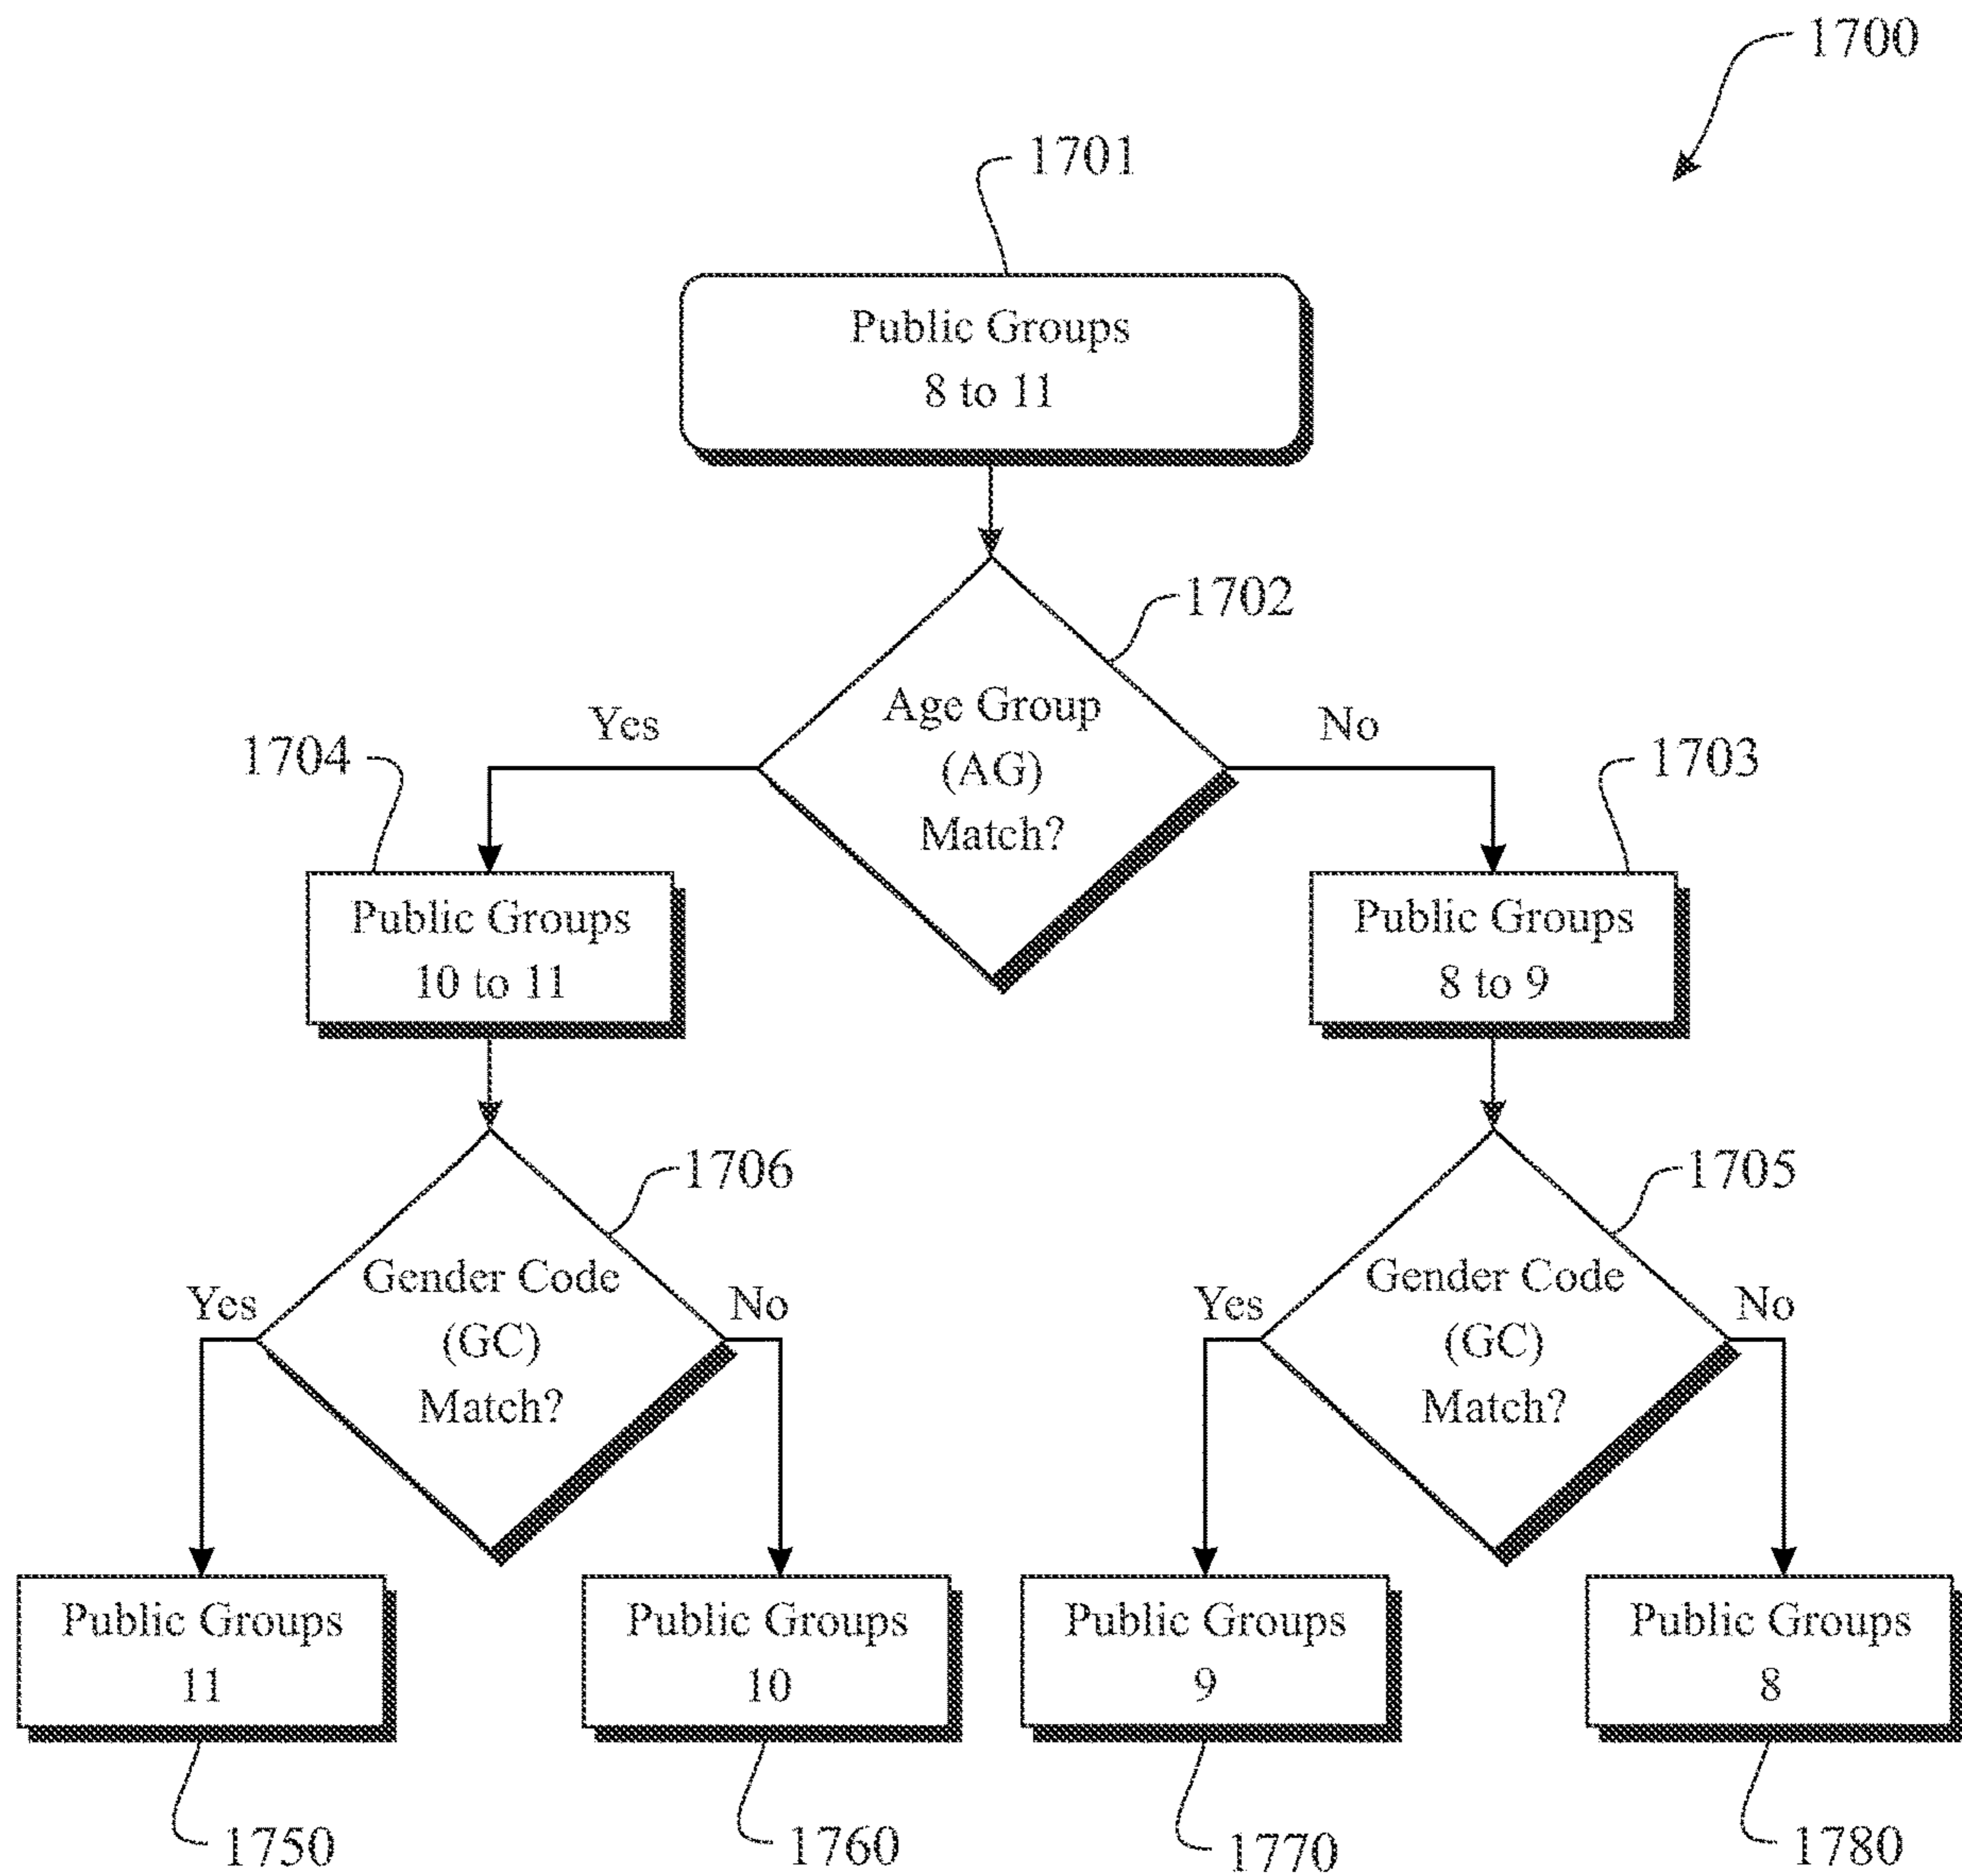 1700
1701
Public Groups
8 to 11
1702
Age Group
(AG)
Match?
Yes
No
1704
1703
Public Groups
10 to 11
Public Groups
8 to 9
1706
1705
Gender Code
(GC)
Match?
Yes
No
Gender Code
(GC)
Match?
Yes
No
Public Groups
11
Public Groups
10
Public Groups
9
Public Groups
8
1750
1760
1770
1780